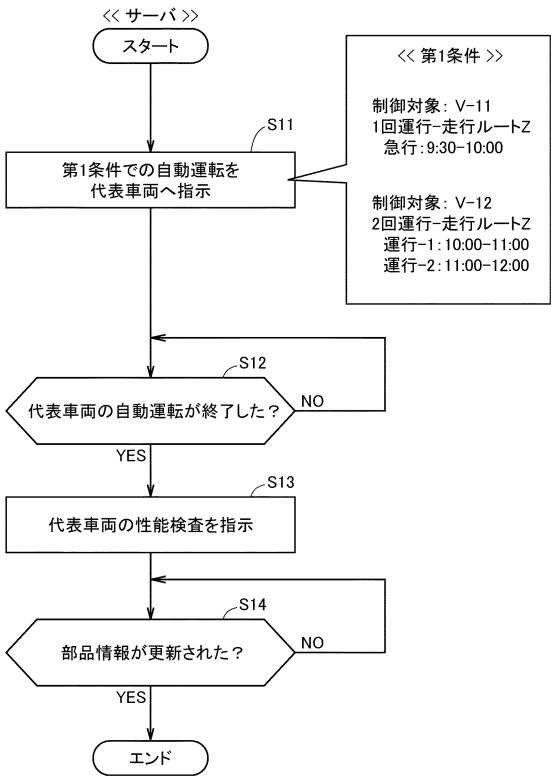 << サーバ >>
スタート
S11
第1条件での自動運転を
代表車両へ指示
<< 第1条件 >>
制御対象: V-11
1回運行-走行ルートZ
急行:9:30-10:00
制御対象: V-12
2回運行-走行ルートZ
運行-1:10:00-11:00
運行-2:11:00-12:00
S12
代表車両の自動運転が終了した?
NO
YES
S13
代表車両の性能検査を指示
S14
部品情報が更新された?
NO
YES
エンド